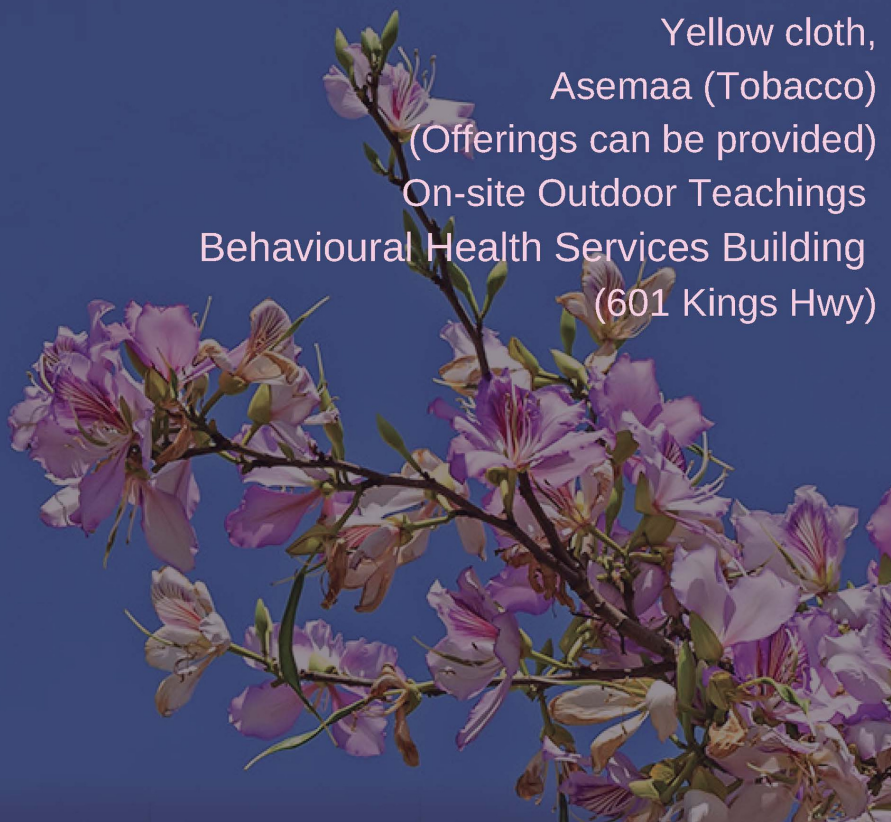 Yellow cloth,
Asemaa (Tobacco)
(Offerings can be provided)
On-site Outdoor Teachings
Behavioural Health Services Building
(601 Kings Hwy)